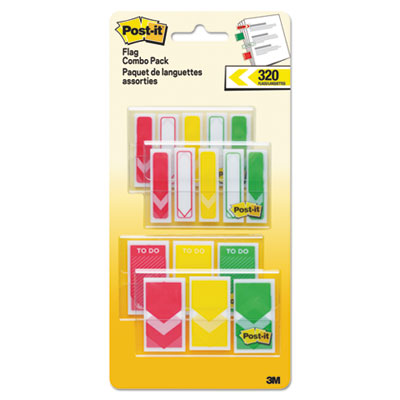 Post-it
Flag
Combo Pack
Paquet de languettes
assorties
320
FLAGS/LANGUETTES
TO DO TO DO TO DO
Post-it
Post-it
3M